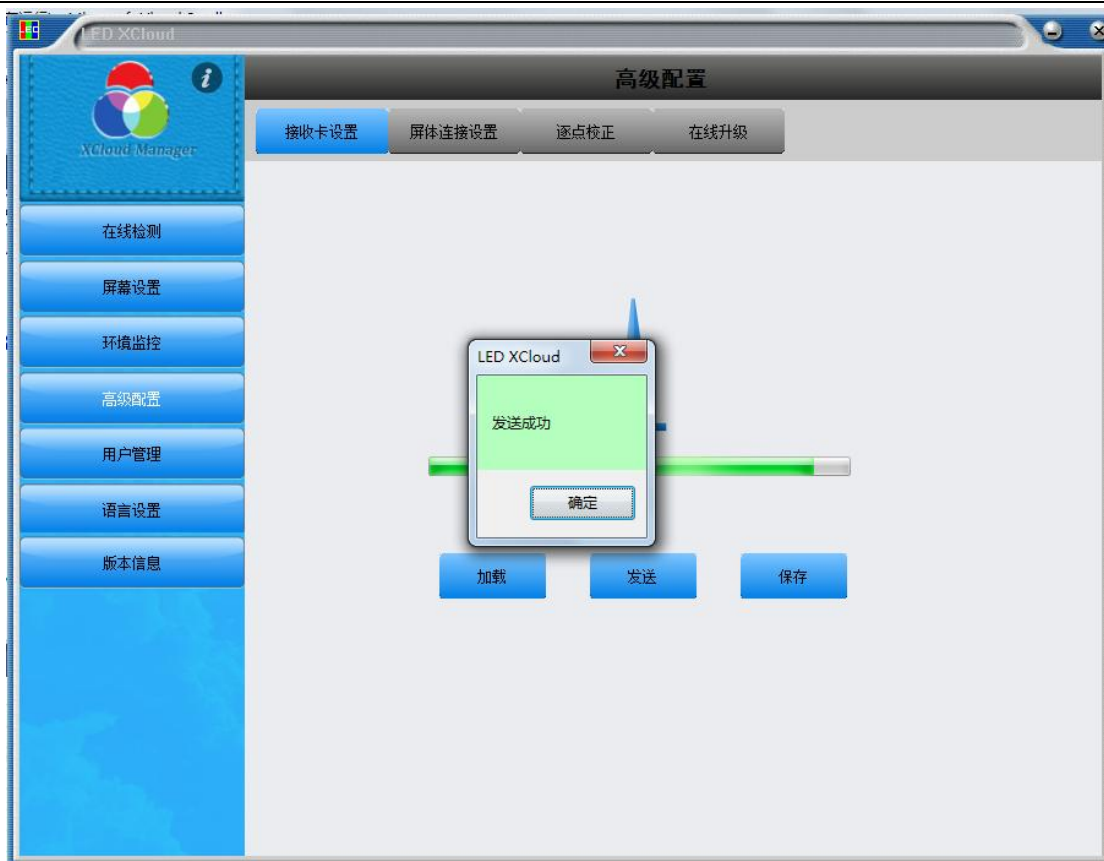 LED XCloud
XCloud Manager
高级配置
接收卡设置 屏体连接设置 逐点校正 在线升级
在线检测
屏幕设置
环境监控
高级配置
用户管理
语言设置
版本信息
LED XCloud
发送成功
确定
加载 发送 保存